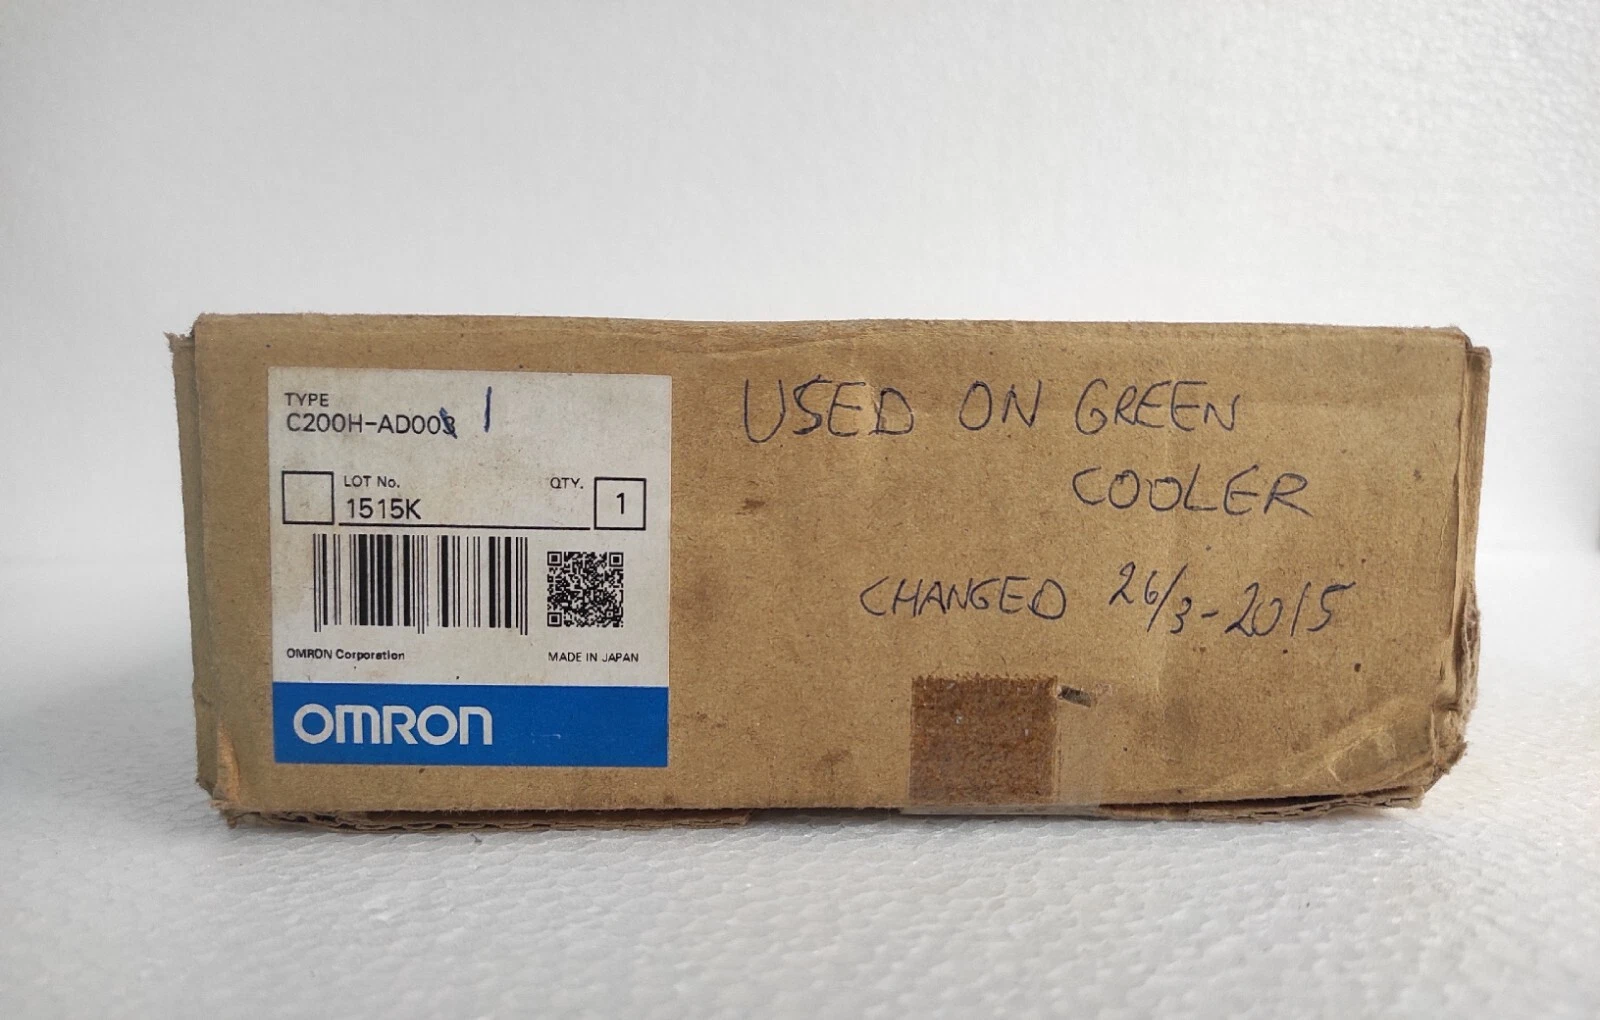 TYPE
C200H-AD003 1
LOT No.
1515K
QTY.
1
OMRON Corporation
MADE IN JAPAN
OMRON
USED ON GREEN
COOLER
CHANGED 26/3-2015